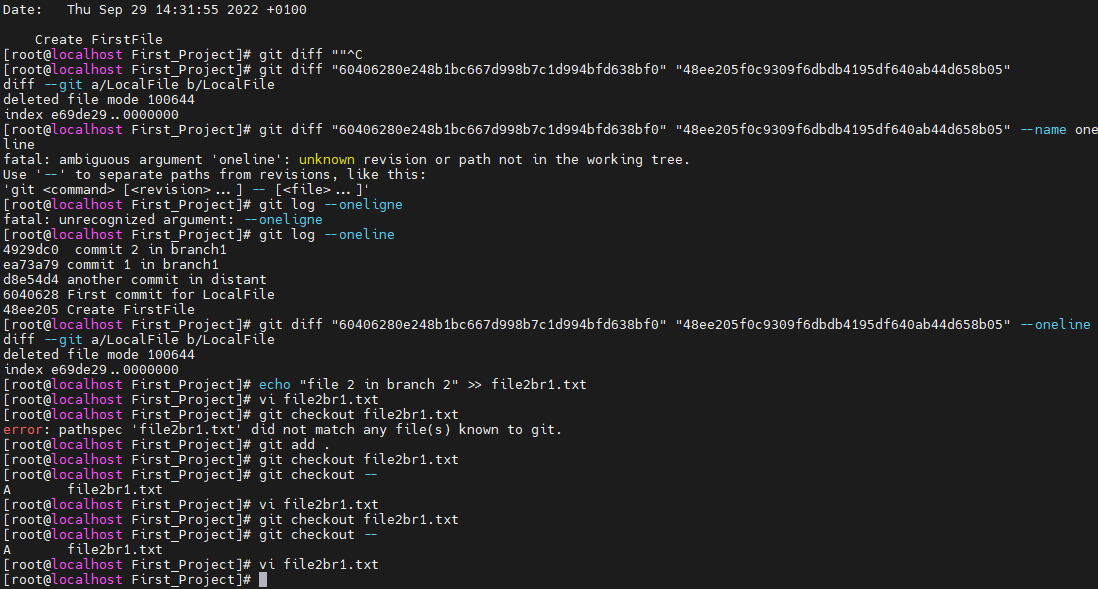 Date:   Thu Sep 29 14:31:55 2022 +0100
    Create FirstFile
[root@localhost First_Project]# git diff ""^C
[root@localhost First_Project]# git diff "60406280e248b1bc667d998b7c1d994bfd638bf0" "48ee205f0c9309f6dbdb4195df640ab44d658b05"
diff --git a/LocalFile b/LocalFile
deleted file mode 100644
index e69de29..0000000
[root@localhost First_Project]# git diff "60406280e248b1bc667d998b7c1d994bfd638bf0" "48ee205f0c9309f6dbdb4195df640ab44d658b05" --name one
line
fatal: ambiguous argument 'oneline': unknown revision or path not in the working tree.
Use '--' to separate paths from revisions, like this:
'git <command> [<revision>...] -- [<file>...]'
[root@localhost First_Project]# git log --oneligne
fatal: unrecognized argument: --oneligne
[root@localhost First_Project]# git log --oneline
4929dc0  commit 2 in branch1
ea73a79 commit 1 in branch1
d8e54d4 another commit in distant
6040628 First commit for LocalFile
48ee205 Create FirstFile
[root@localhost First_Project]# git diff "60406280e248b1bc667d998b7c1d994bfd638bf0" "48ee205f0c9309f6dbdb4195df640ab44d658b05" --oneline
diff --git a/LocalFile b/LocalFile
deleted file mode 100644
index e69de29..0000000
[root@localhost First_Project]# echo "file 2 in branch 2" >> file2br1.txt
[root@localhost First_Project]# vi file2br1.txt
[root@localhost First_Project]# git checkout file2br1.txt
error: pathspec 'file2br1.txt' did not match any file(s) known to git.
[root@localhost First_Project]# git add .
[root@localhost First_Project]# git checkout file2br1.txt
[root@localhost First_Project]# git checkout --
A       file2br1.txt
[root@localhost First_Project]# vi file2br1.txt
[root@localhost First_Project]# git checkout file2br1.txt
[root@localhost First_Project]# git checkout --
A       file2br1.txt
[root@localhost First_Project]# vi file2br1.txt
[root@localhost First_Project]#